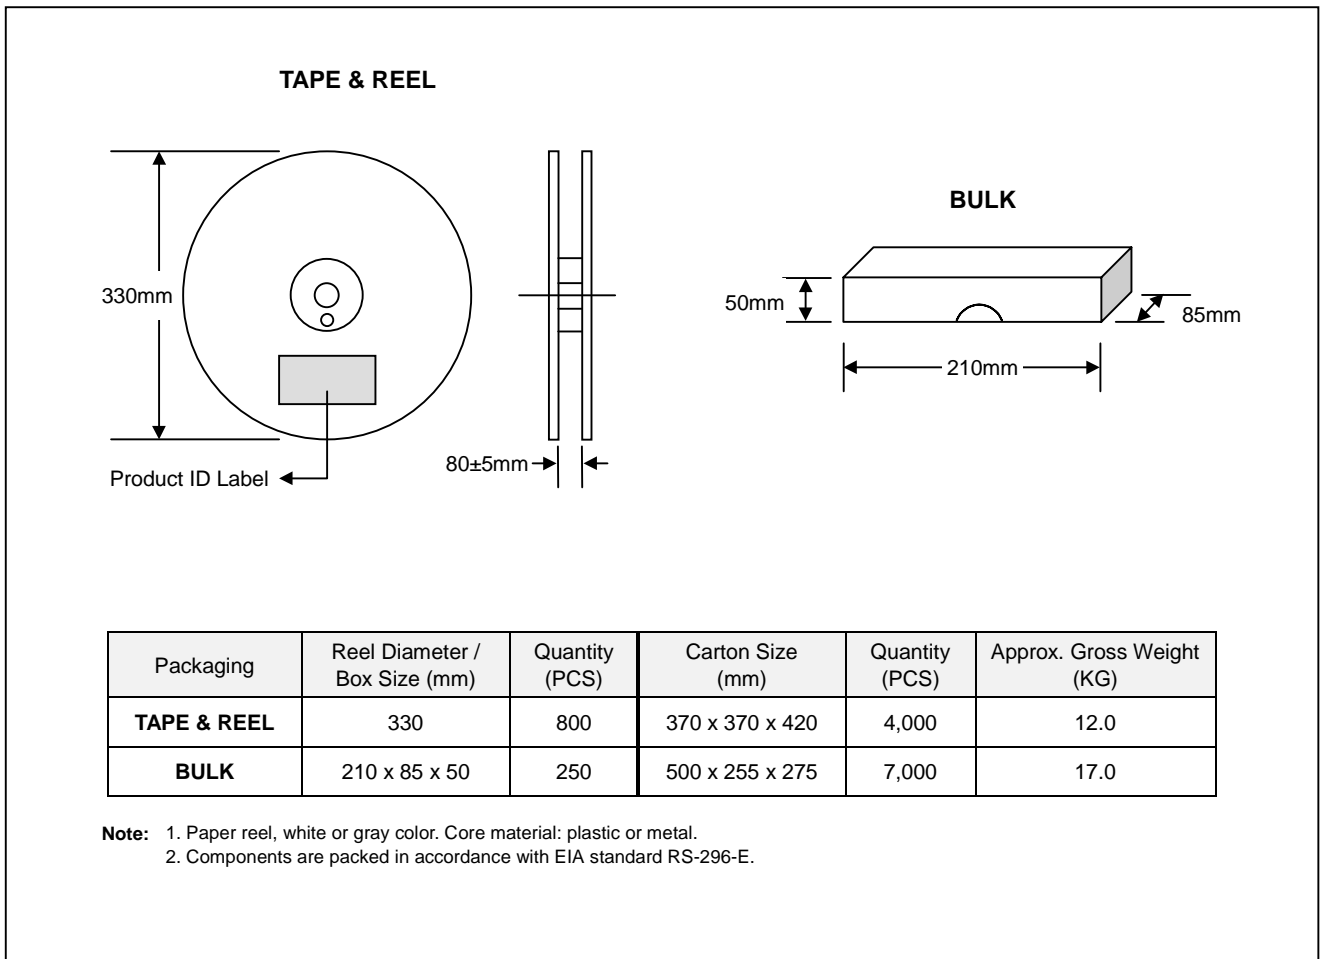 TAPE & REEL
BULK
330mm
50mm
85mm
210mm
80±5mm
Product ID Label
Packaging
Reel Diameter /
Box Size (mm)
Quantity
(PCS)
Carton Size
(mm)
Quantity
(PCS)
Approx. Gross Weight
(KG)
TAPE & REEL 330 800 370 x 370 x 420 4,000 12.0
BULK 210 x 85 x 50 250 500 x 255 x 275 7,000 17.0
Note: 1. Paper reel, white or gray color. Core material: plastic or metal.
2. Components are packed in accordance with EIA standard RS-296-E.